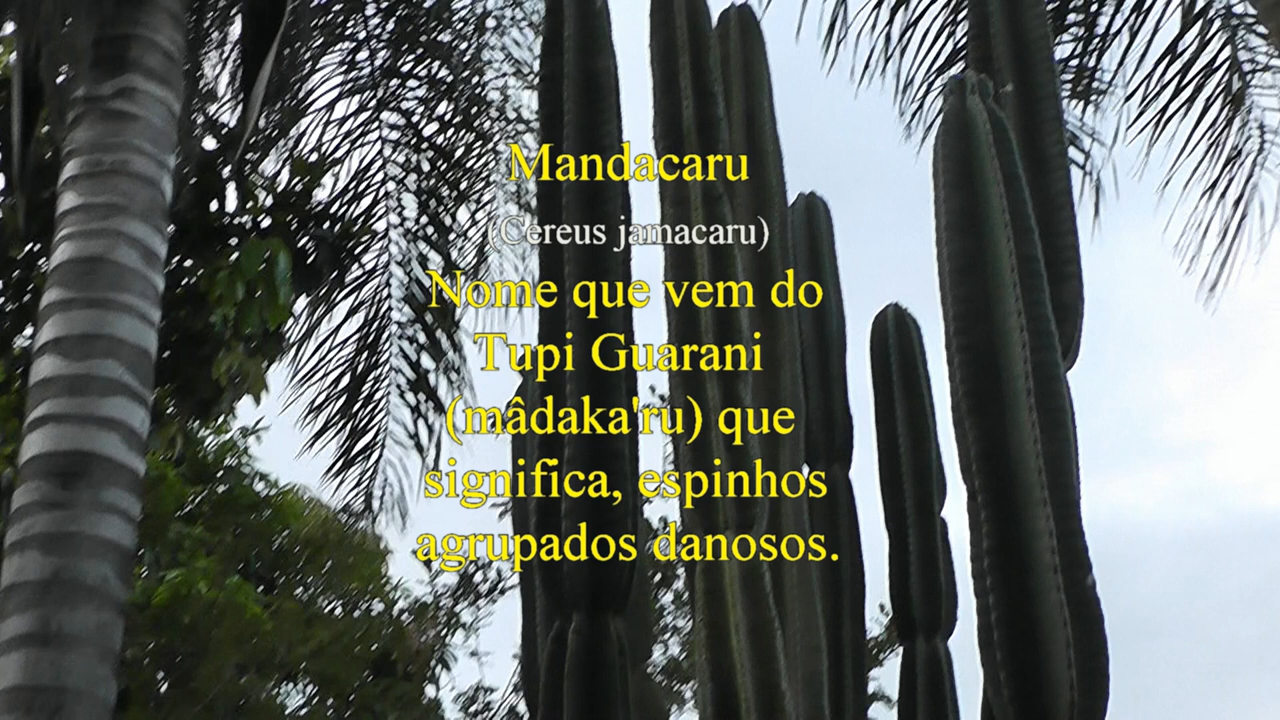 Mandacaru
(Cereus jamacaru)
Nome que vem do
Tupi Guarani
(mâdaka'ru) que
significa, espinhos
agrupados danosos.